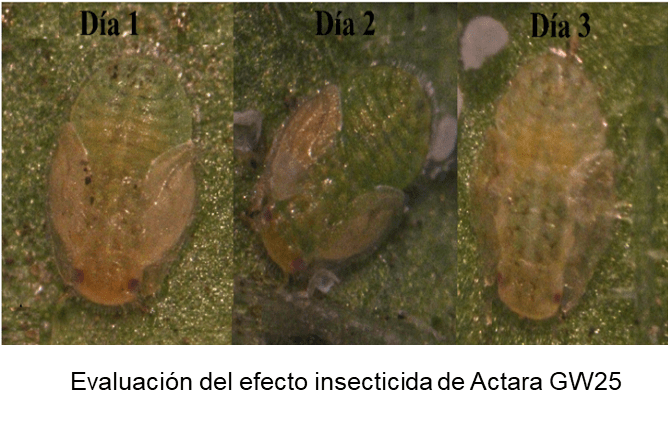 Día 1
Día 2
Día 3
Evaluación del efecto insecticida de Actara GW25